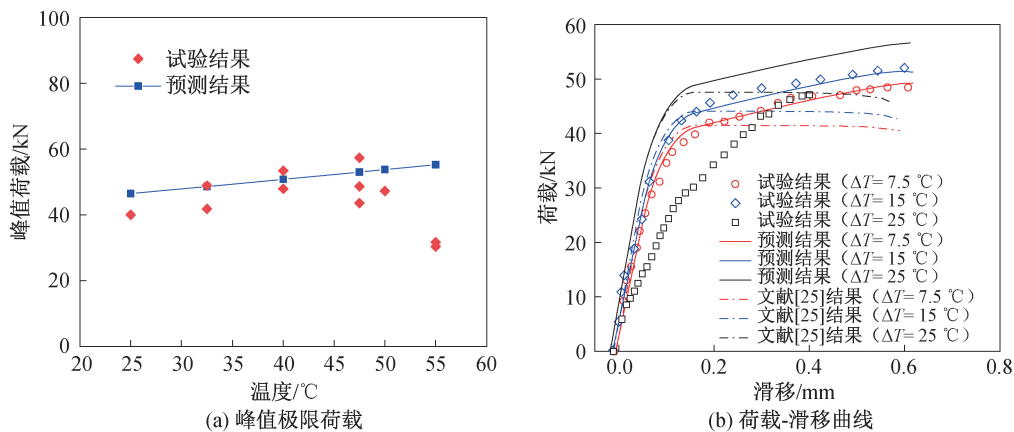 100
80
60
40
20
0
20 25 30 35 40 45 50 55 60
峰值荷载/kN
温度/℃
试验结果
预测结果
(a) 峰值极限荷载
60
50
40
30
20
10
0
0.0 0.2 0.4 0.6 0.8
荷载/kN
滑移/mm
试验结果(ΔT= 7.5 ℃)
试验结果(ΔT= 15 ℃)
试验结果(ΔT= 25 ℃)
预测结果(ΔT= 7.5 ℃)
预测结果(ΔT= 15 ℃)
预测结果(ΔT= 25 ℃)
文献[25]结果(ΔT= 7.5 ℃)
文献[25]结果(ΔT= 15 ℃)
文献[25]结果(ΔT= 25 ℃)
(b) 荷载-滑移曲线